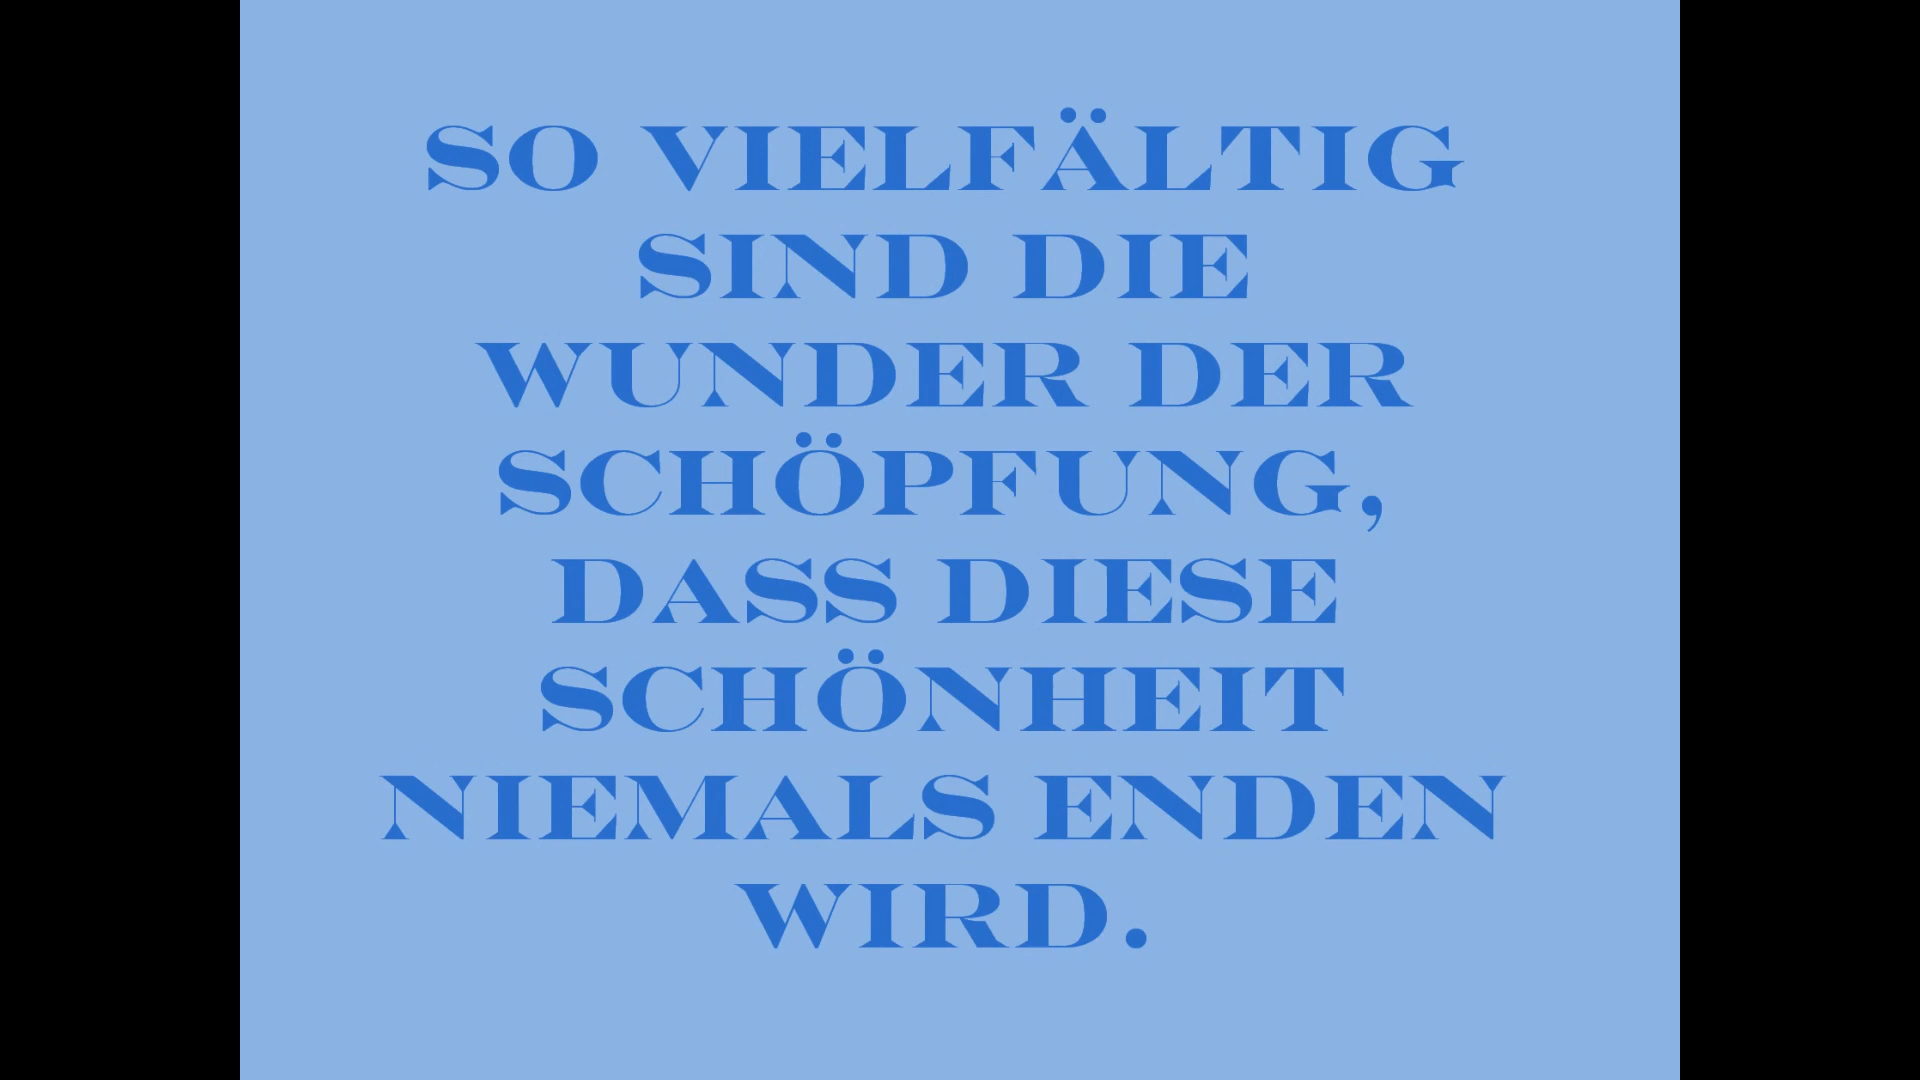 SO VIELFÄLTIG
SIND DIE
WUNDER DER
SCHÖPFUNG,
DASS DIESE
SCHÖNHEIT
NIEMALS ENDEN
WIRD.